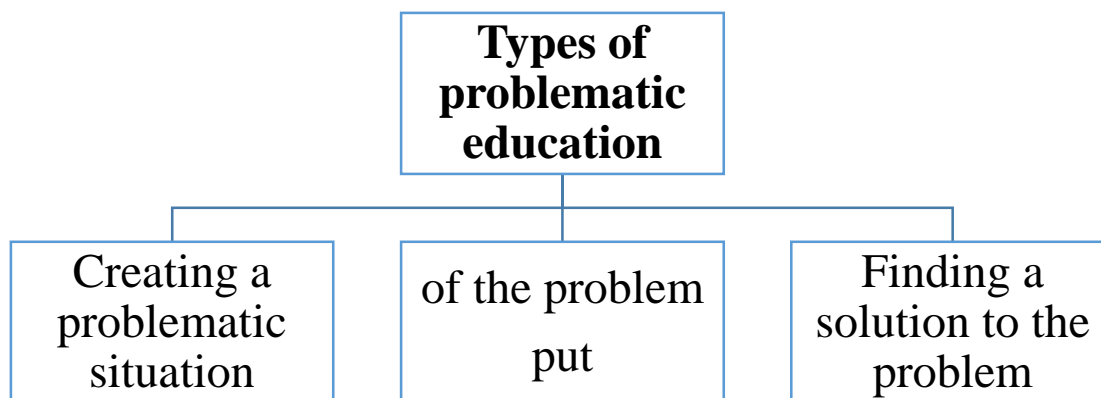 Types of
problematic
education
Creating a
problematic
situation
of the problem
put
Finding a
solution to the
problem